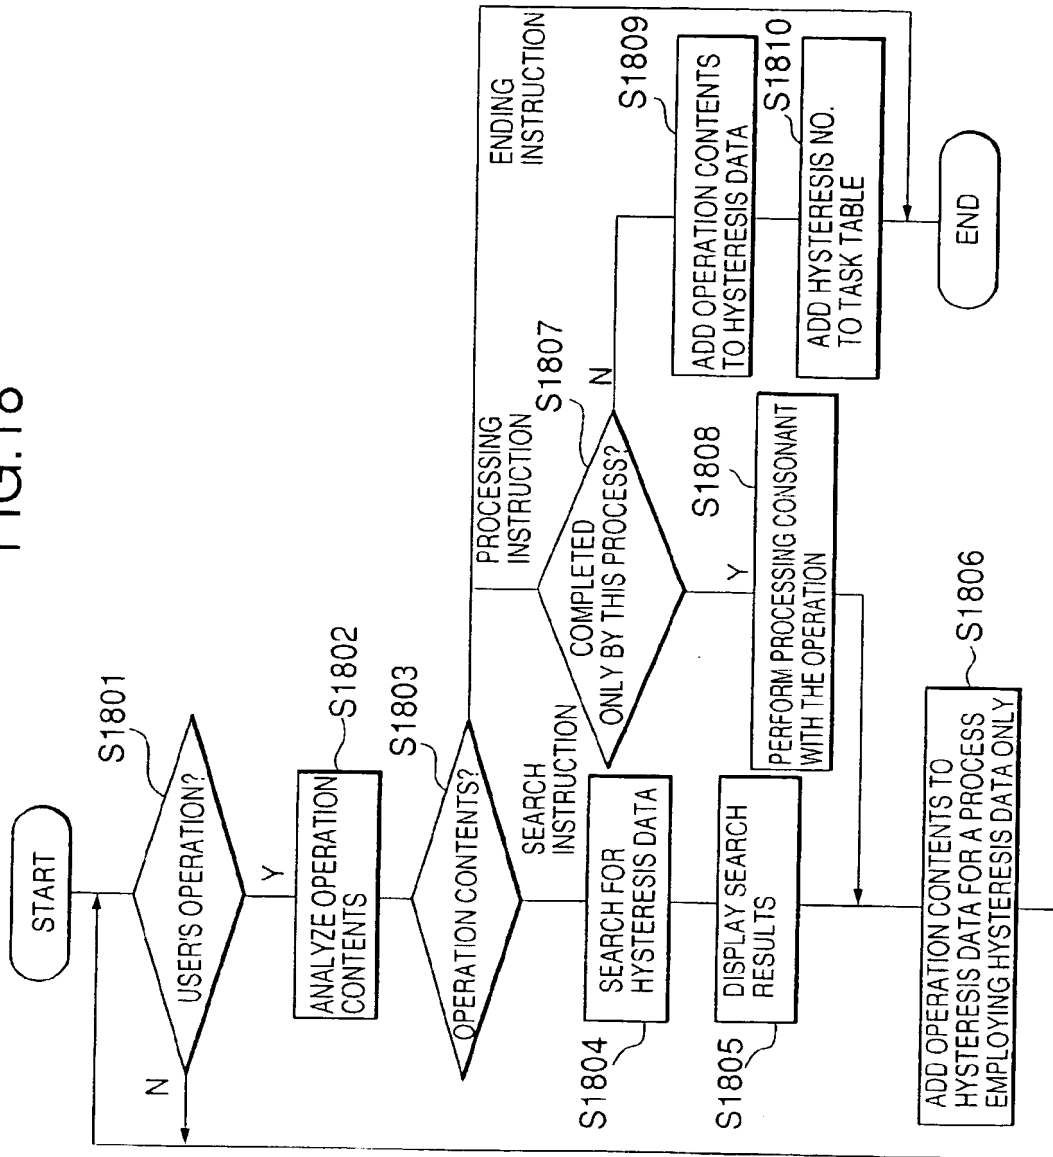 FIG. 18
START
S1801
USER'S OPERATION?
N
Y
S1802
ANALYZE OPERATION
CONTENTS
S1803
OPERATION CONTENTS?
SEARCH
INSTRUCTION
PROCESSING
INSTRUCTION
ENDING
INSTRUCTION
S1804
SEARCH FOR
HYSTERESIS DATA
S1805
DISPLAY SEARCH
RESULTS
S1807
COMPLETED
ONLY BY THIS PROCESS?
N
Y
S1808
PERFORM PROCESSING CONSONANT
WITH THE OPERATION
S1809
ADD OPERATION CONTENTS
TO HYSTERESIS DATA
S1810
ADD HYSTERESIS NO.
TO TASK TABLE
S1806
ADD OPERATION CONTENTS TO
HYSTERESIS DATA FOR A PROCESS
EMPLOYING HYSTERESIS DATA ONLY
END